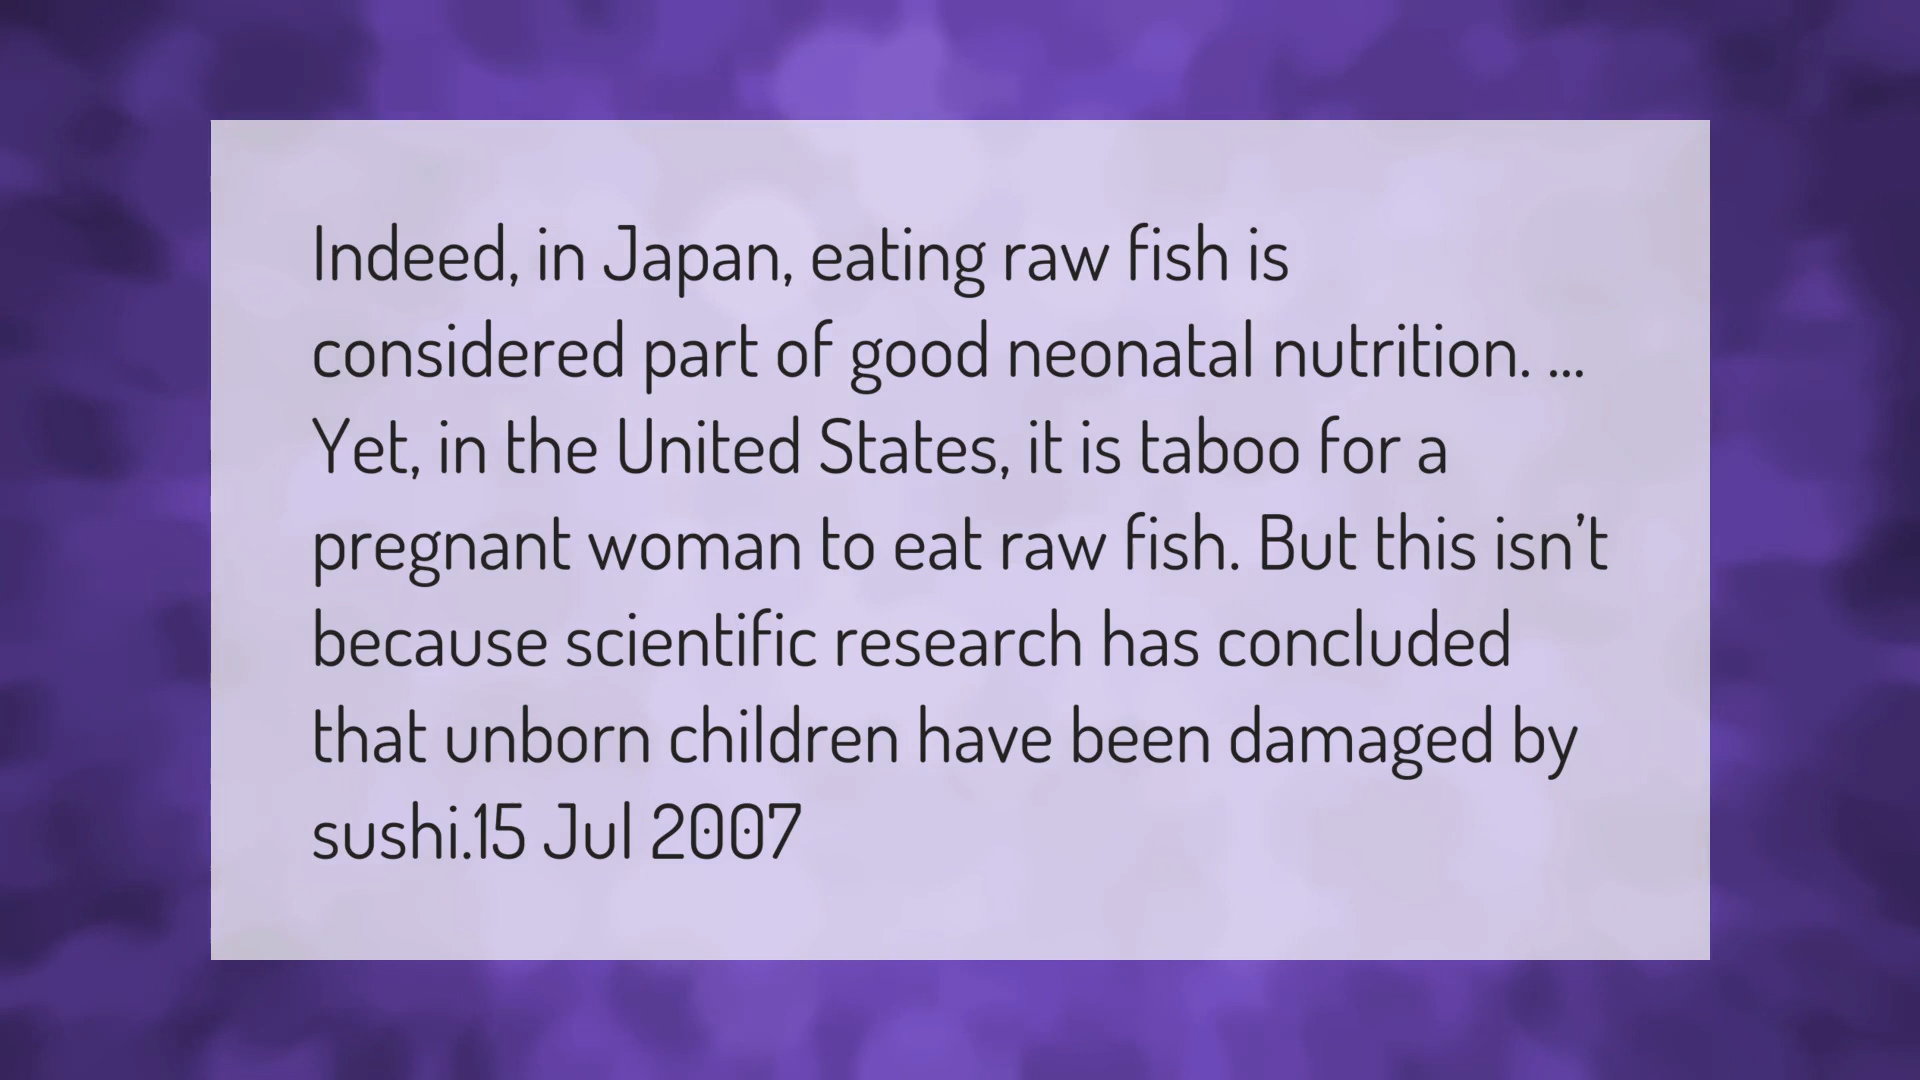 Indeed, in Japan, eating raw fish is
considered part of good neonatal nutrition. ...
Yet, in the United States, it is taboo for a
pregnant woman to eat raw fish. But this isn’t
because scientific research has concluded
that unborn children have been damaged by
sushi.15 Jul 2007